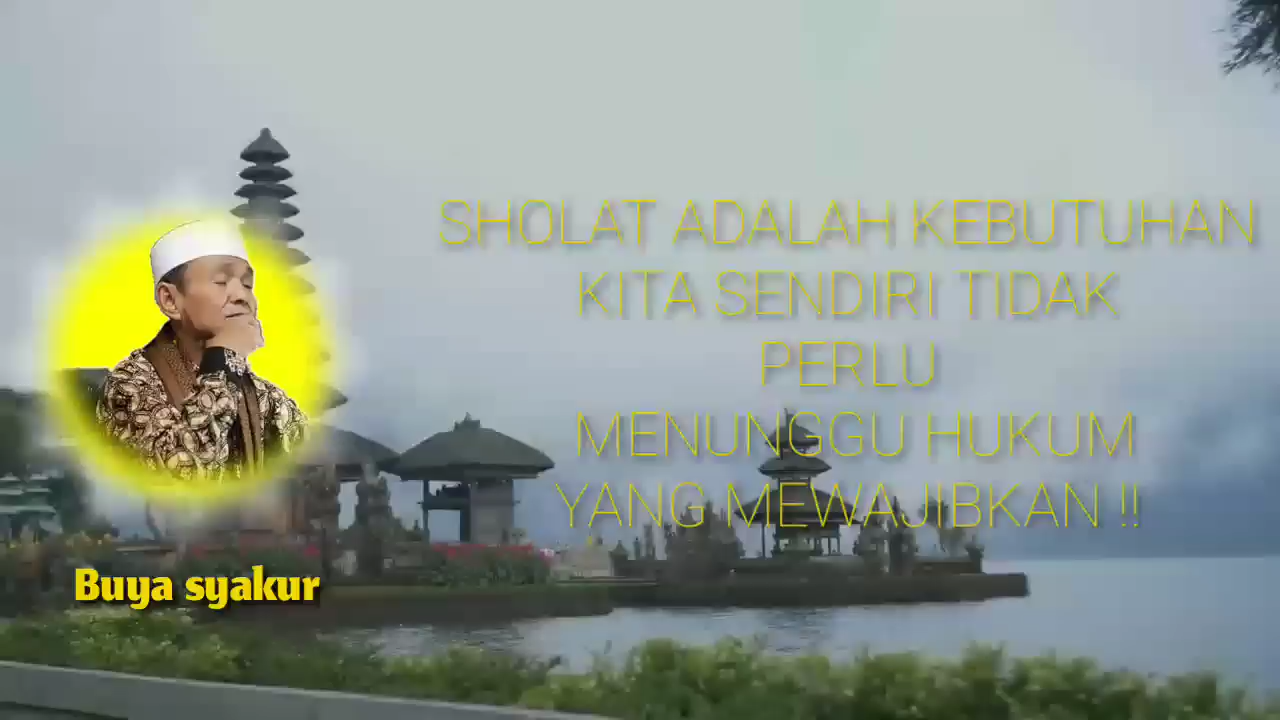 SHOLAT ADALAH KEBUTUHAN
KITA SENDIRI TIDAK
PERLU
MENUNGGU HUKUM
YANG MEWAJIBKAN !!
Buya syakur